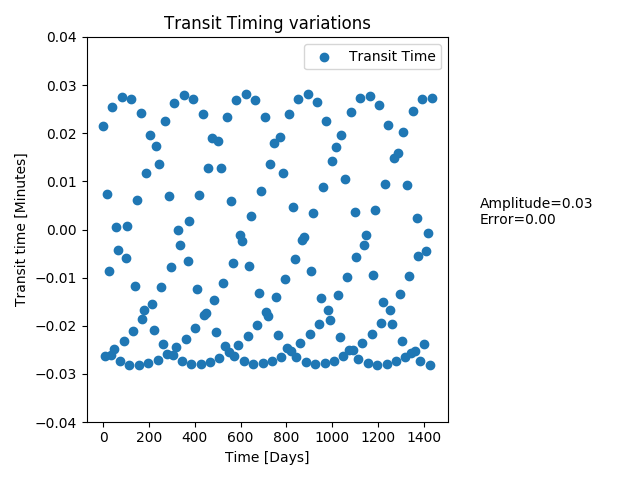 Transit Timing variations
Transit Time
0.04
0.03
0.02
0.01
0.00
−0.01
−0.02
−0.03
−0.04
Transit time [Minutes]
0 200 400 600 800 1000 1200 1400
Time [Days]
Amplitude=0.03
Error=0.00